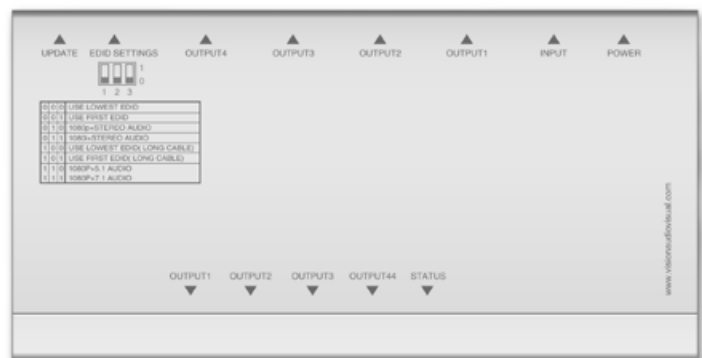 UPDATE EDID SETTINGS OUTPUT4 OUTPUT3 OUTPUT2 OUTPUT1 INPUT POWER
1
0
1 2 3
0 0 0 USE LOWEST EDID
0 0 1 USE FIRST EDID
0 1 0 1080p+STEREO AUDIO
0 1 1 1080i+STEREO AUDIO
1 0 0 USE LOWEST EDID( LONG CABLE)
1 0 1 USE FIRST EDID( LONG CABLE)
1 1 0 1080P+5.1 AUDIO
1 1 1 1080P+7.1 AUDIO
www.visionaudiovisual.com
OUTPUT1 OUTPUT2 OUTPUT3 OUTPUT44 STATUS